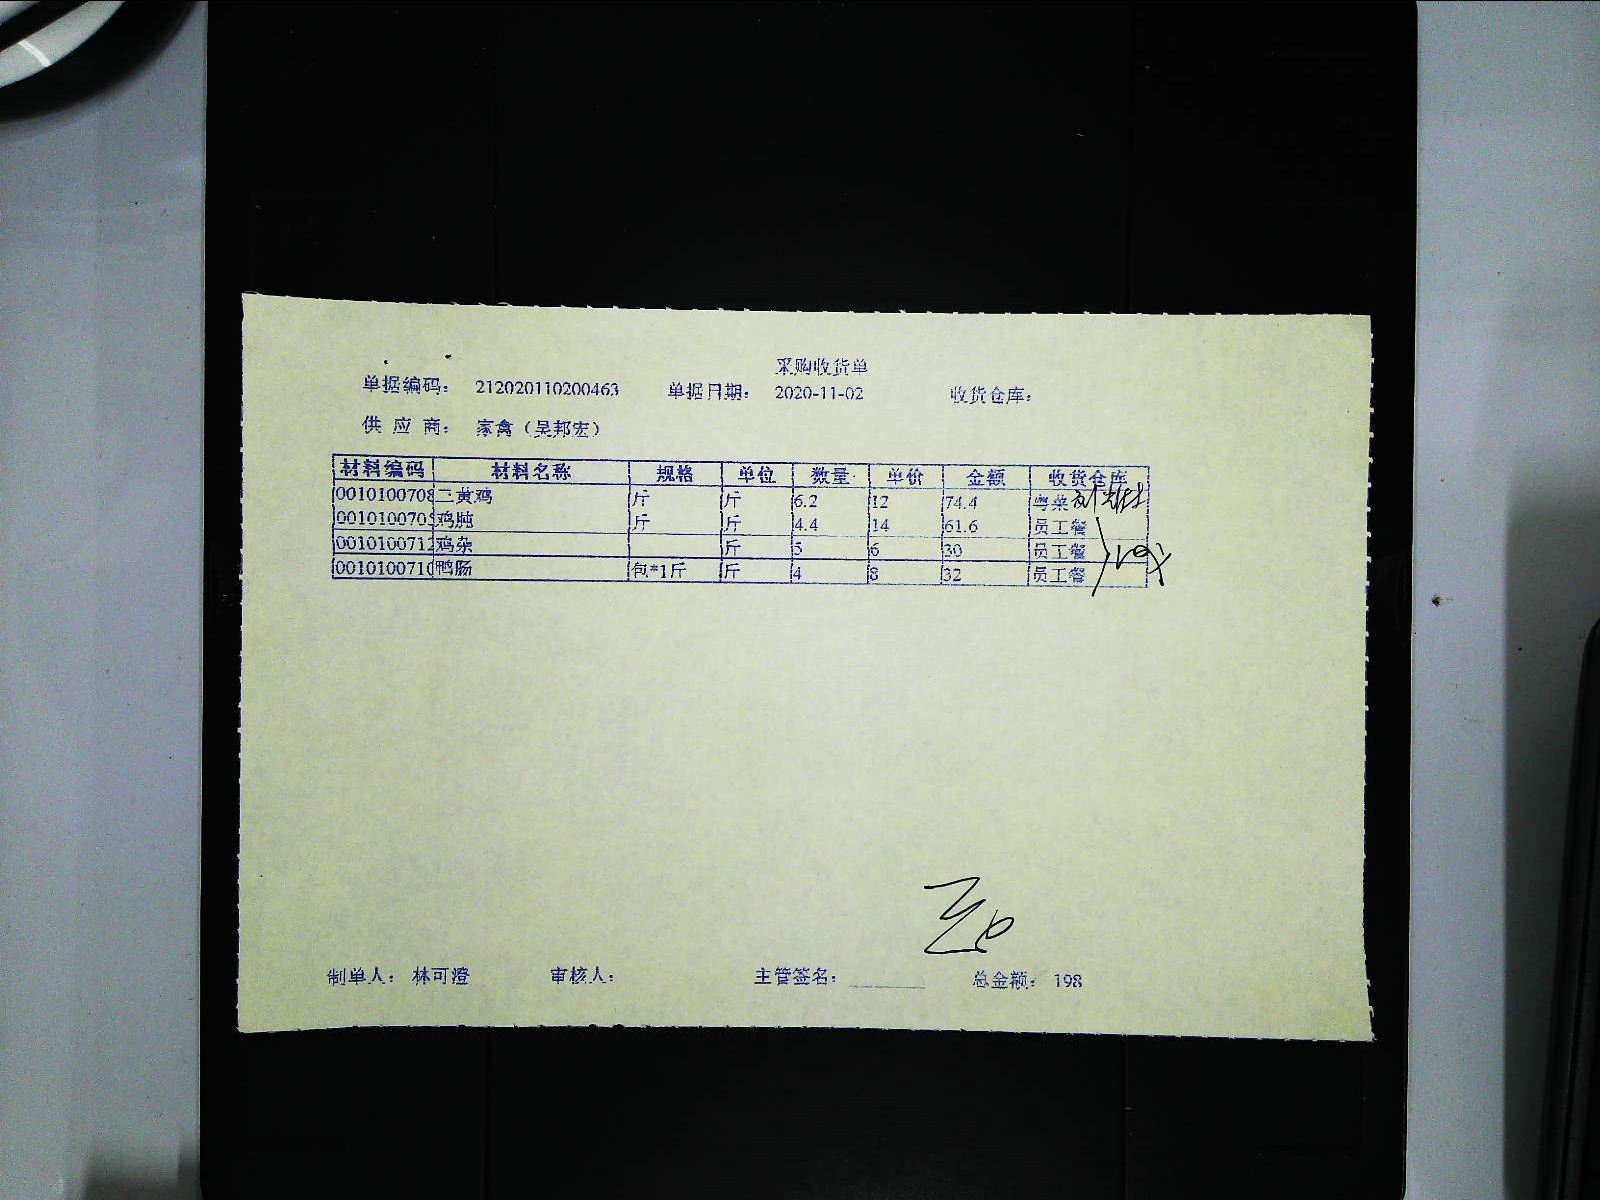 采购收货单
单据编码： 212020110200463 单据日期： 2020-11-02 收货仓库：
供 应 商： 家禽（吴邦宏）
材料编码 材料名称 规格 单位 数量 单价 金额 收货仓库
0010100708 二黄鸡 斤 斤 6.2 12 74.4 粤菜
001010070 鸡肫 斤 斤 4.4 14 61.6 员工餐
0010100712 鸡杂 斤 5 6 30 员工餐
0010100710 鸭肠 包*1斤 斤 4 8 32 员工餐
制单人： 林可澄 审核人： 主管签名： 总金额： 198